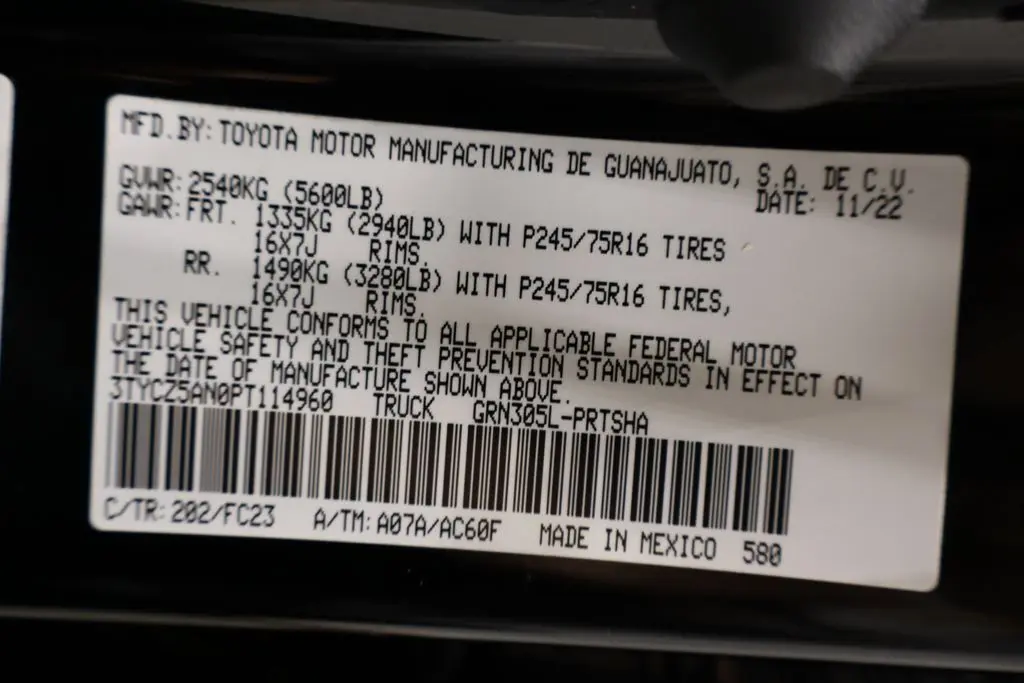 MFD.BY: TOYOTA MOTOR MANUFACTURING DE GUANAJUATO, S.A. DE C.V.
GVWR: 2540KG (5600LB) DATE: 11/22
GAWR: FRT. 1335KG (2940LB) WITH P245/75R16 TIRES
16X7J RIMS.
RR. 1490KG (3280LB) WITH P245/75R16 TIRES,
16X7J RIMS.
THIS VEHICLE CONFORMS TO ALL APPLICABLE FEDERAL MOTOR
VEHICLE SAFETY AND THEFT PREVENTION STANDARDS IN EFFECT ON
THE DATE OF MANUFACTURE SHOWN ABOVE.
3TYCZ5AN0PT114960 TRUCK GRN305L-PRTSHA
C/TR: 202/FC23 A/TM: A07A/AC60F MADE IN MEXICO 580